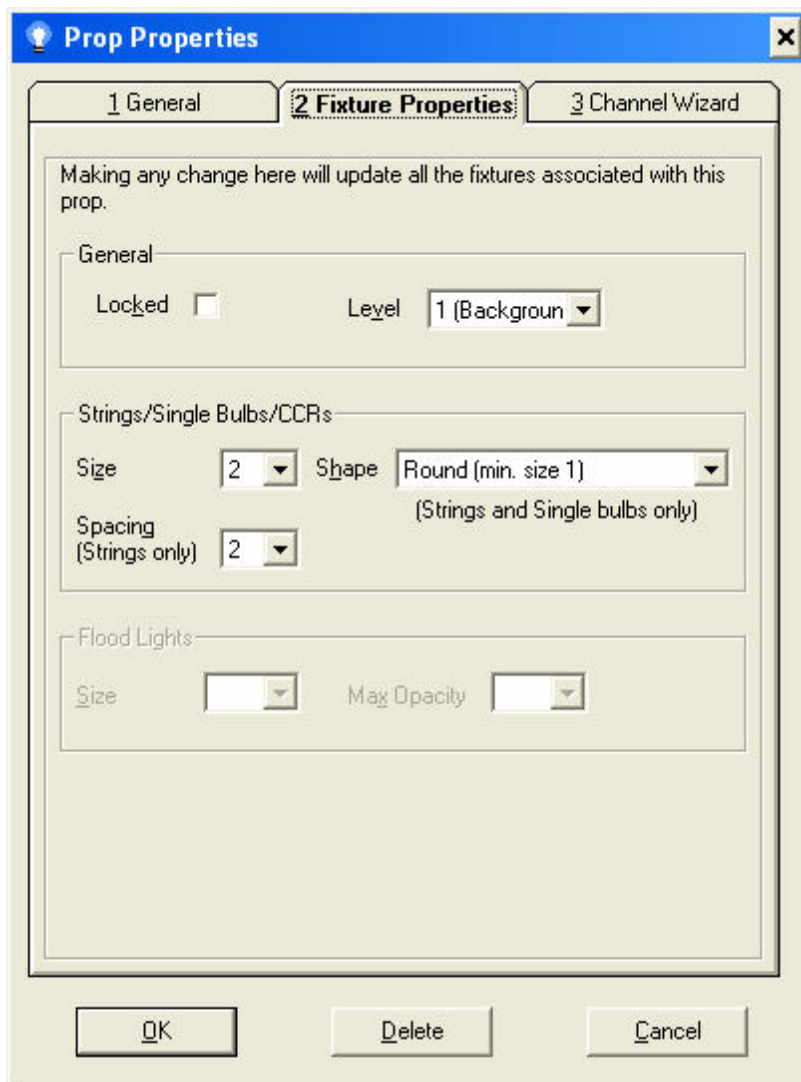 Prop Properties
1 General
2 Fixture Properties
3 Channel Wizard
Making any change here will update all the fixtures associated with this
prop.
General
Locked
Level
1 (Backgroun
Strings/Single Bulbs/CCRs
Size
2
Shape
Round (min. size 1)
(Strings and Single bulbs only)
Spacing
(Strings only)
2
Flood Lights
Size
Max Opacity
OK
Delete
Cancel